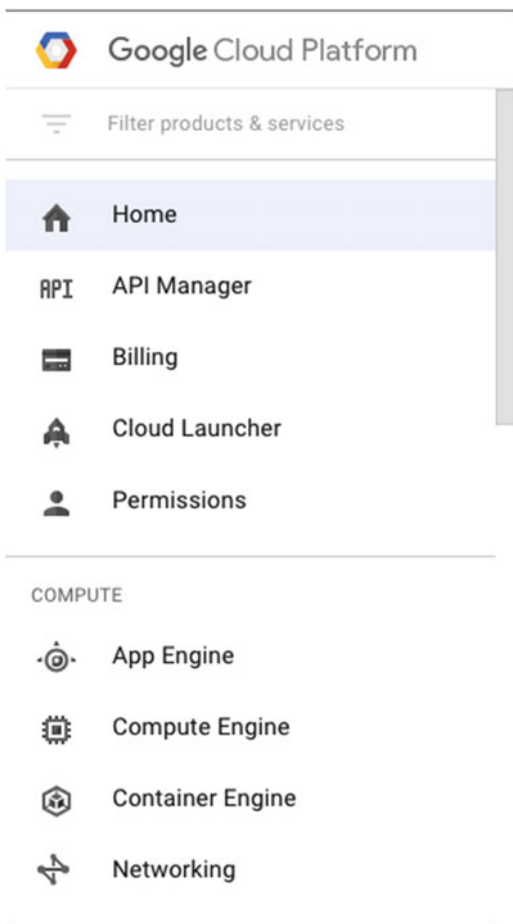 Google Cloud Platform
Filter products & services
Home
API API Manager
Billing
Cloud Launcher
Permissions
COMPUTE
App Engine
Compute Engine
Container Engine
Networking